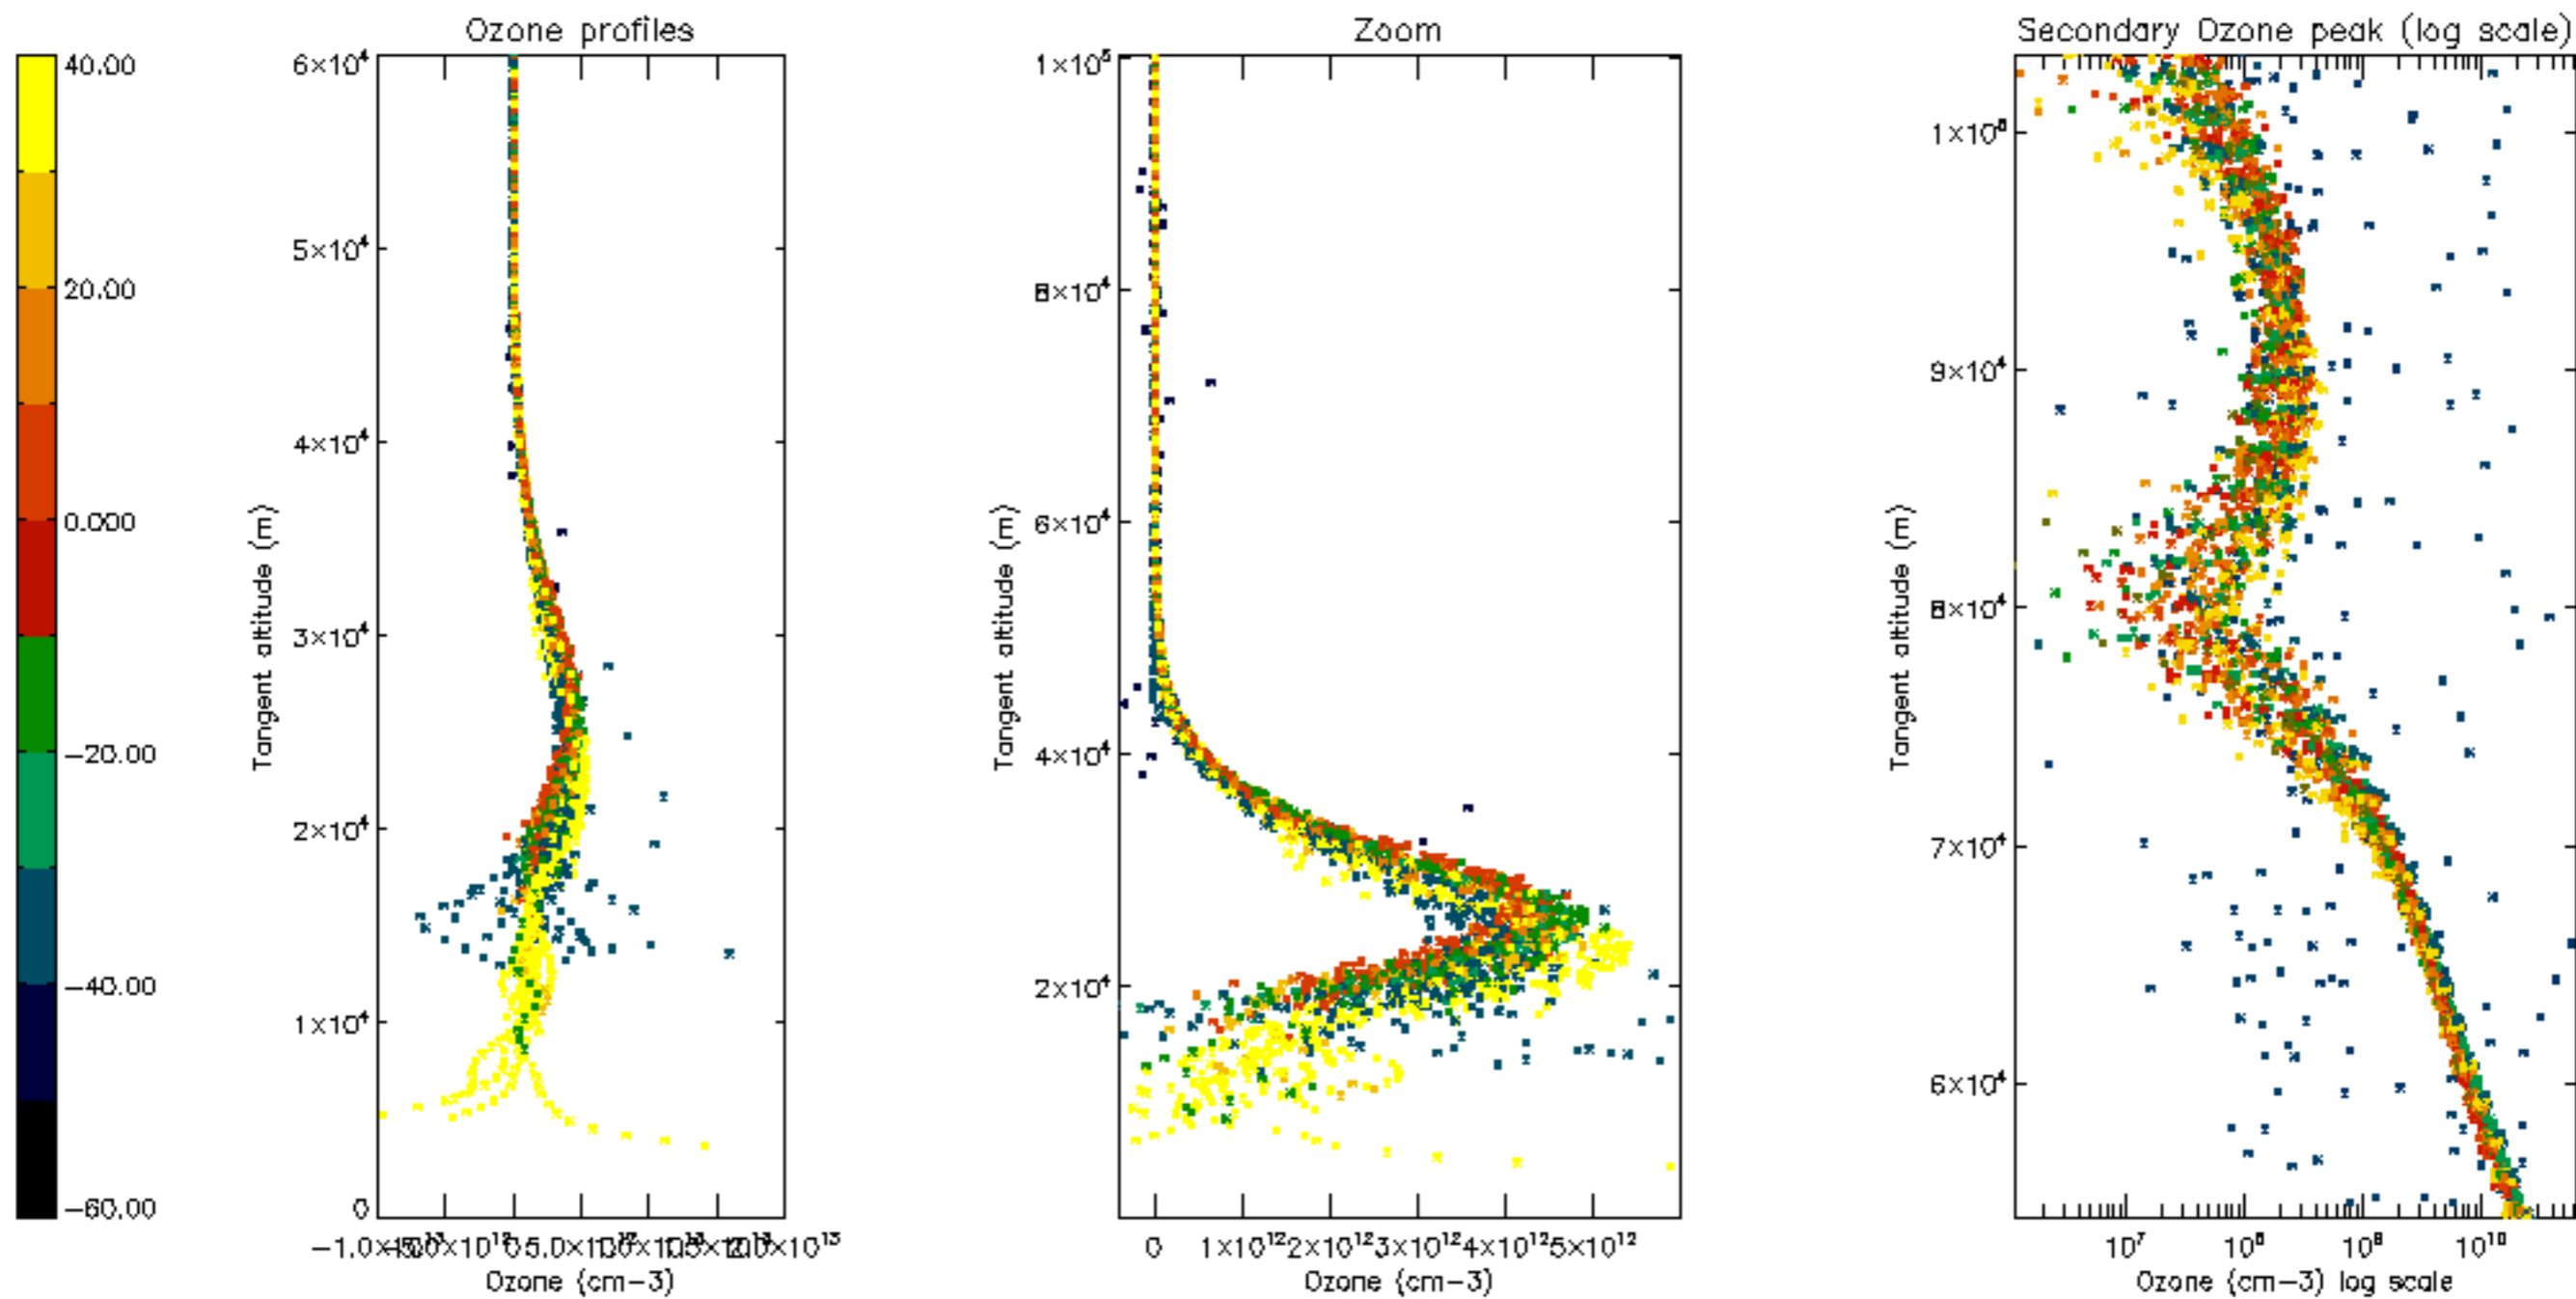 Ozone profiles
Zoom
Secondary Ozone peak (log scale)
40.00
20.00
0.000
−20.00
−40.00
−60.00
6×10⁴
5×10⁴
4×10⁴
3×10⁴
2×10⁴
1×10⁴
0
Tangent altitude (m)
Ozone (cm−3)
1×10⁵
8×10⁴
6×10⁴
4×10⁴
2×10⁴
Tangent altitude (m)
0 1×10¹² 2×10¹² 3×10¹² 4×10¹² 5×10¹²
Ozone (cm−3)
9×10⁴
8×10⁴
7×10⁴
6×10⁴
Tangent altitude (m)
10⁷ 10⁸ 10⁹ 10¹⁰
Ozone (cm−3) log scale